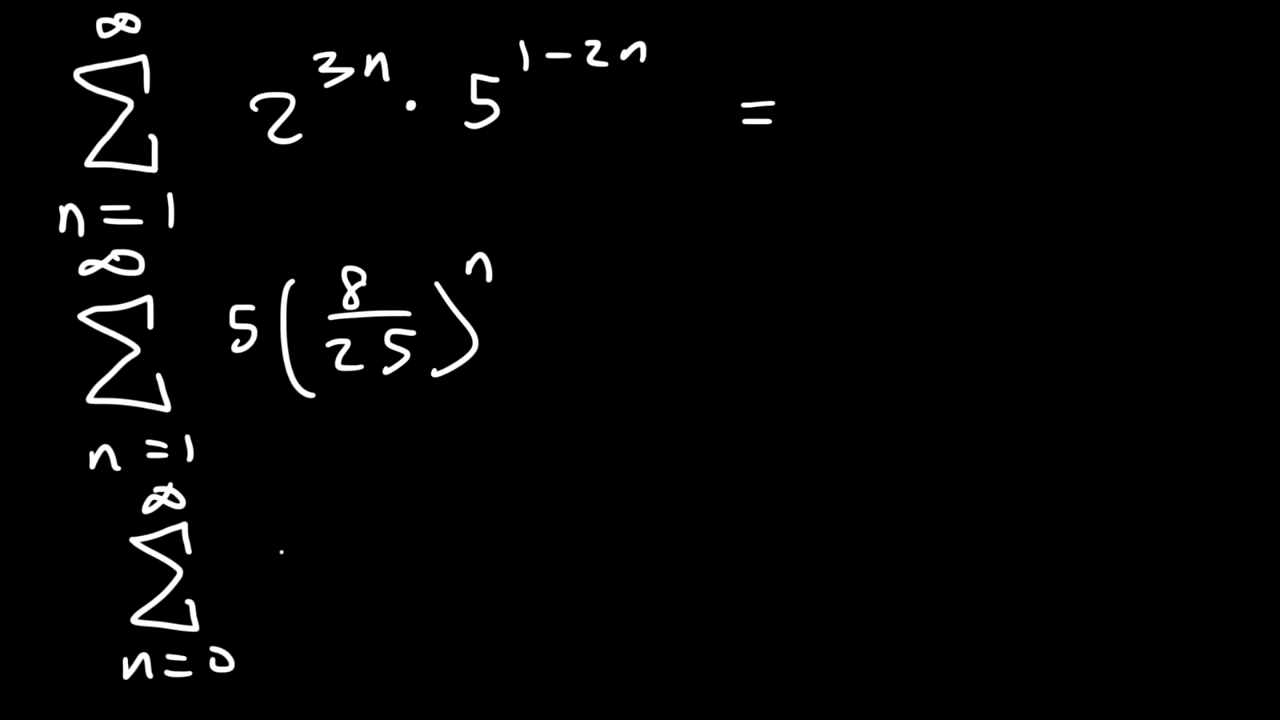 ∞
∑ 2^{3n} · 5^{1-2n} =
n = 1
∞
∑ 5(8/25)^n
n = 1
∞
∑
n = 0